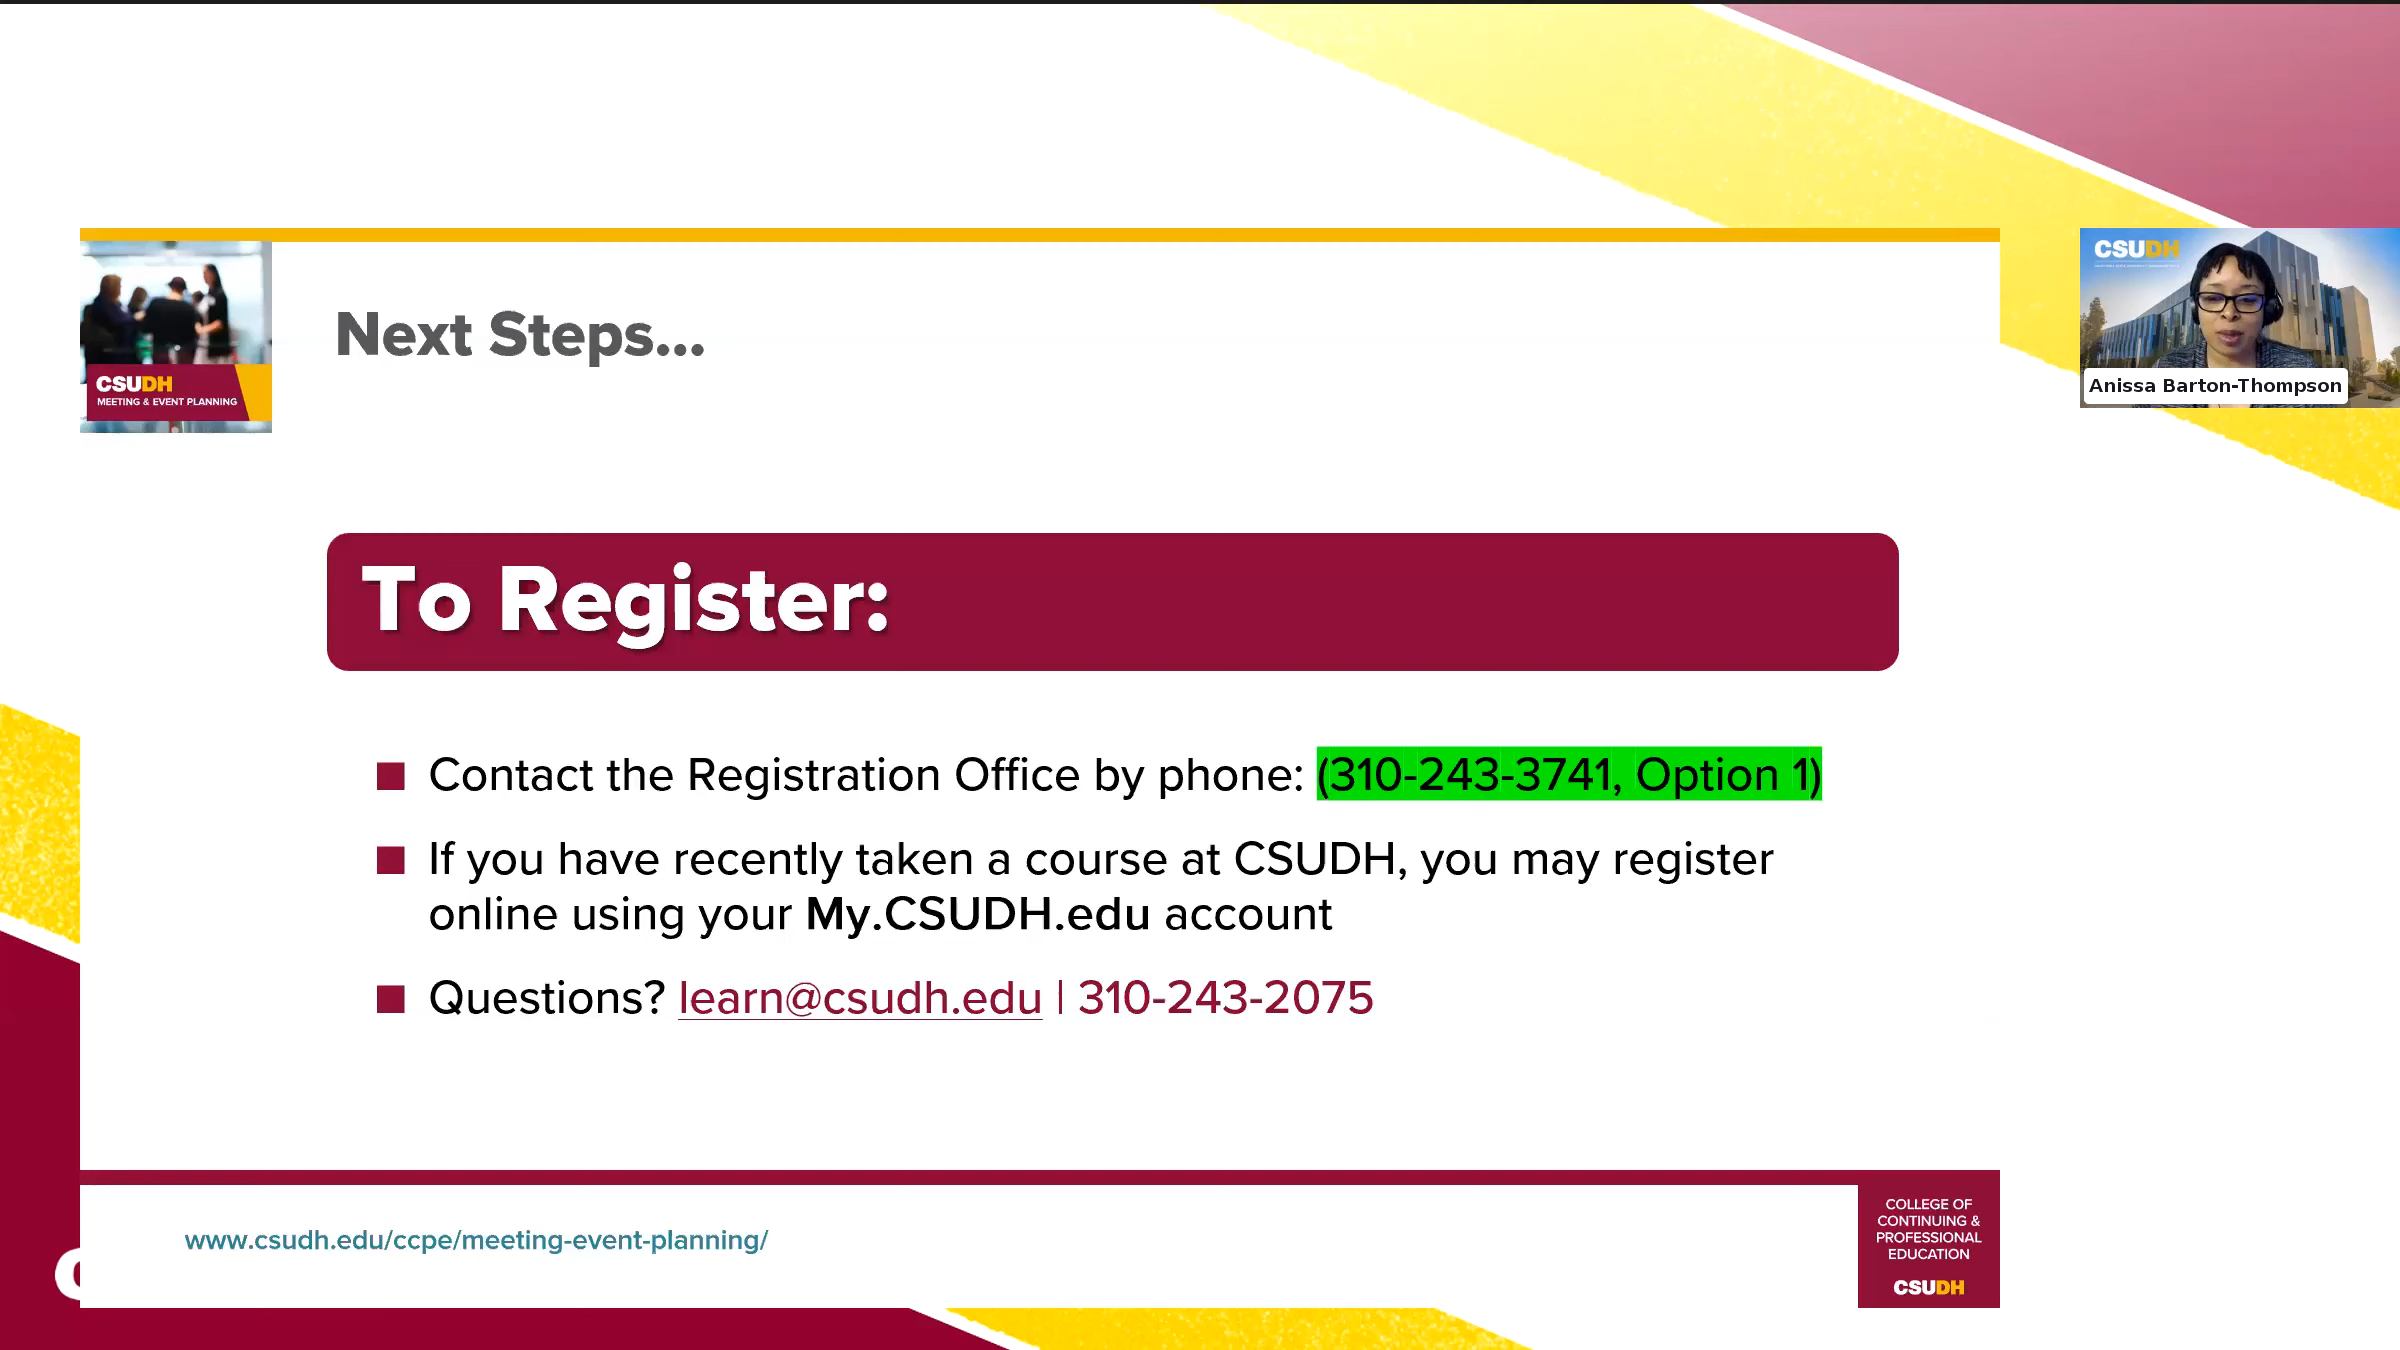 Next Steps...
CSUDH
MEETING & EVENT PLANNING
CSUDH
Anissa Barton-Thompson
To Register:
Contact the Registration Office by phone: (310-243-3741, Option 1)
If you have recently taken a course at CSUDH, you may register
online using your My.CSUDH.edu account
Questions? learn@csudh.edu | 310-243-2075
www.csudh.edu/ccpe/meeting-event-planning/
COLLEGE OF
CONTINUING &
PROFESSIONAL
EDUCATION
CSUDH